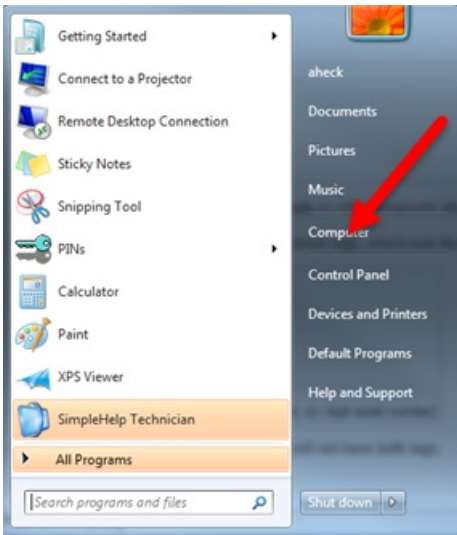 Getting Started
Connect to a Projector
Remote Desktop Connection
Sticky Notes
Snipping Tool
PINs
Calculator
Paint
XPS Viewer
SimpleHelp Technician
All Programs
Search programs and files
aheck
Documents
Pictures
Music
Computer
Control Panel
Devices and Printers
Default Programs
Help and Support
Shut down